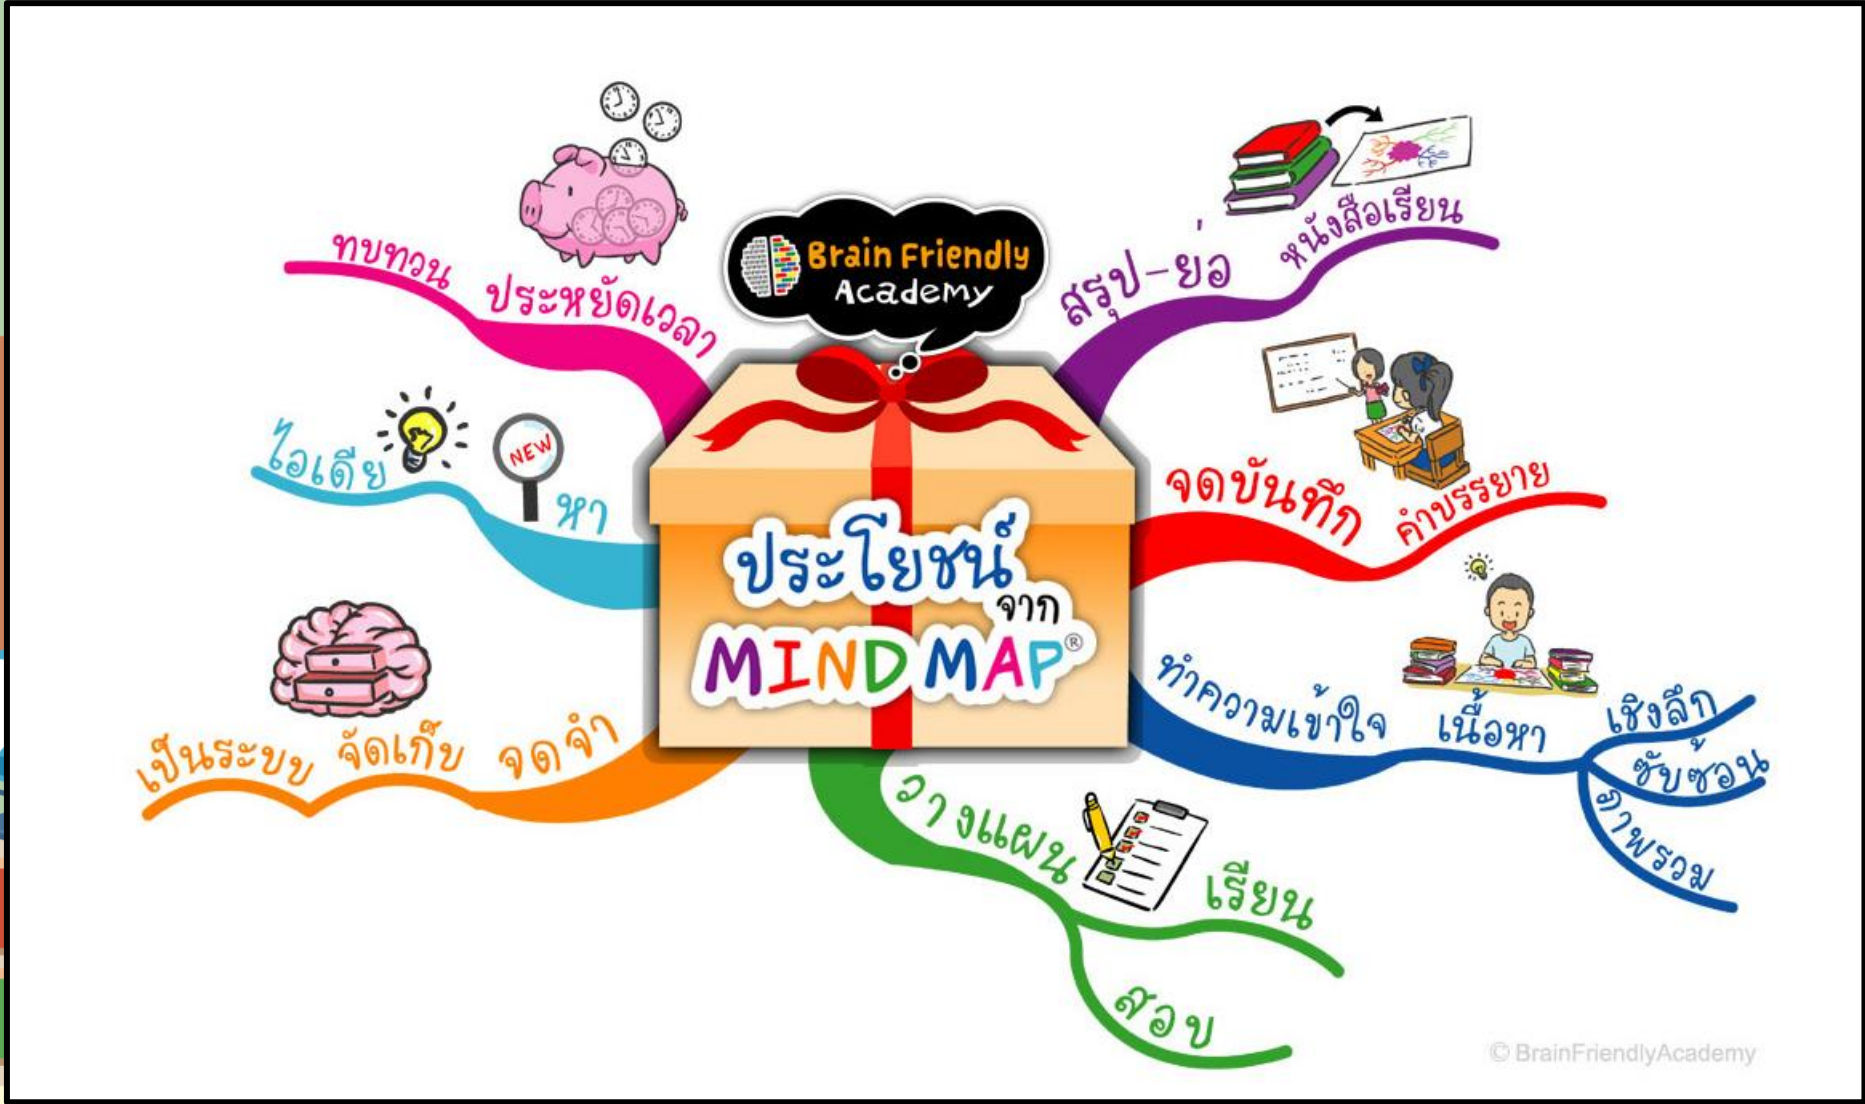 Brain Friendly
Academy
ประโยชน์
จาก
MIND MAP®
สรุป-ย่อ
หนังสือเรียน
จดบันทึก
คำบรรยาย
ทำความเข้าใจ
เนื้อหา
เชิงลึก
ซับซ้อน
ภาพรวม
วางแผน
เรียน
สอบ
จดจำ
จัดเก็บ
เป็นระบบ
หา
NEW
ไอเดีย
ประหยัดเวลา
ทบทวน
© BrainFriendlyAcademy